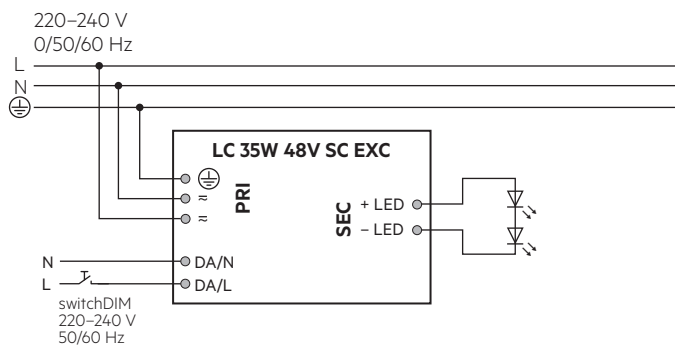 220–240 V
0/50/60 Hz
L
N
LC 35W 48V SC EXC
PRI
≂
≂
SEC
+ LED
– LED
N
DA/N
L
DA/L
switchDIM
220–240 V
50/60 Hz